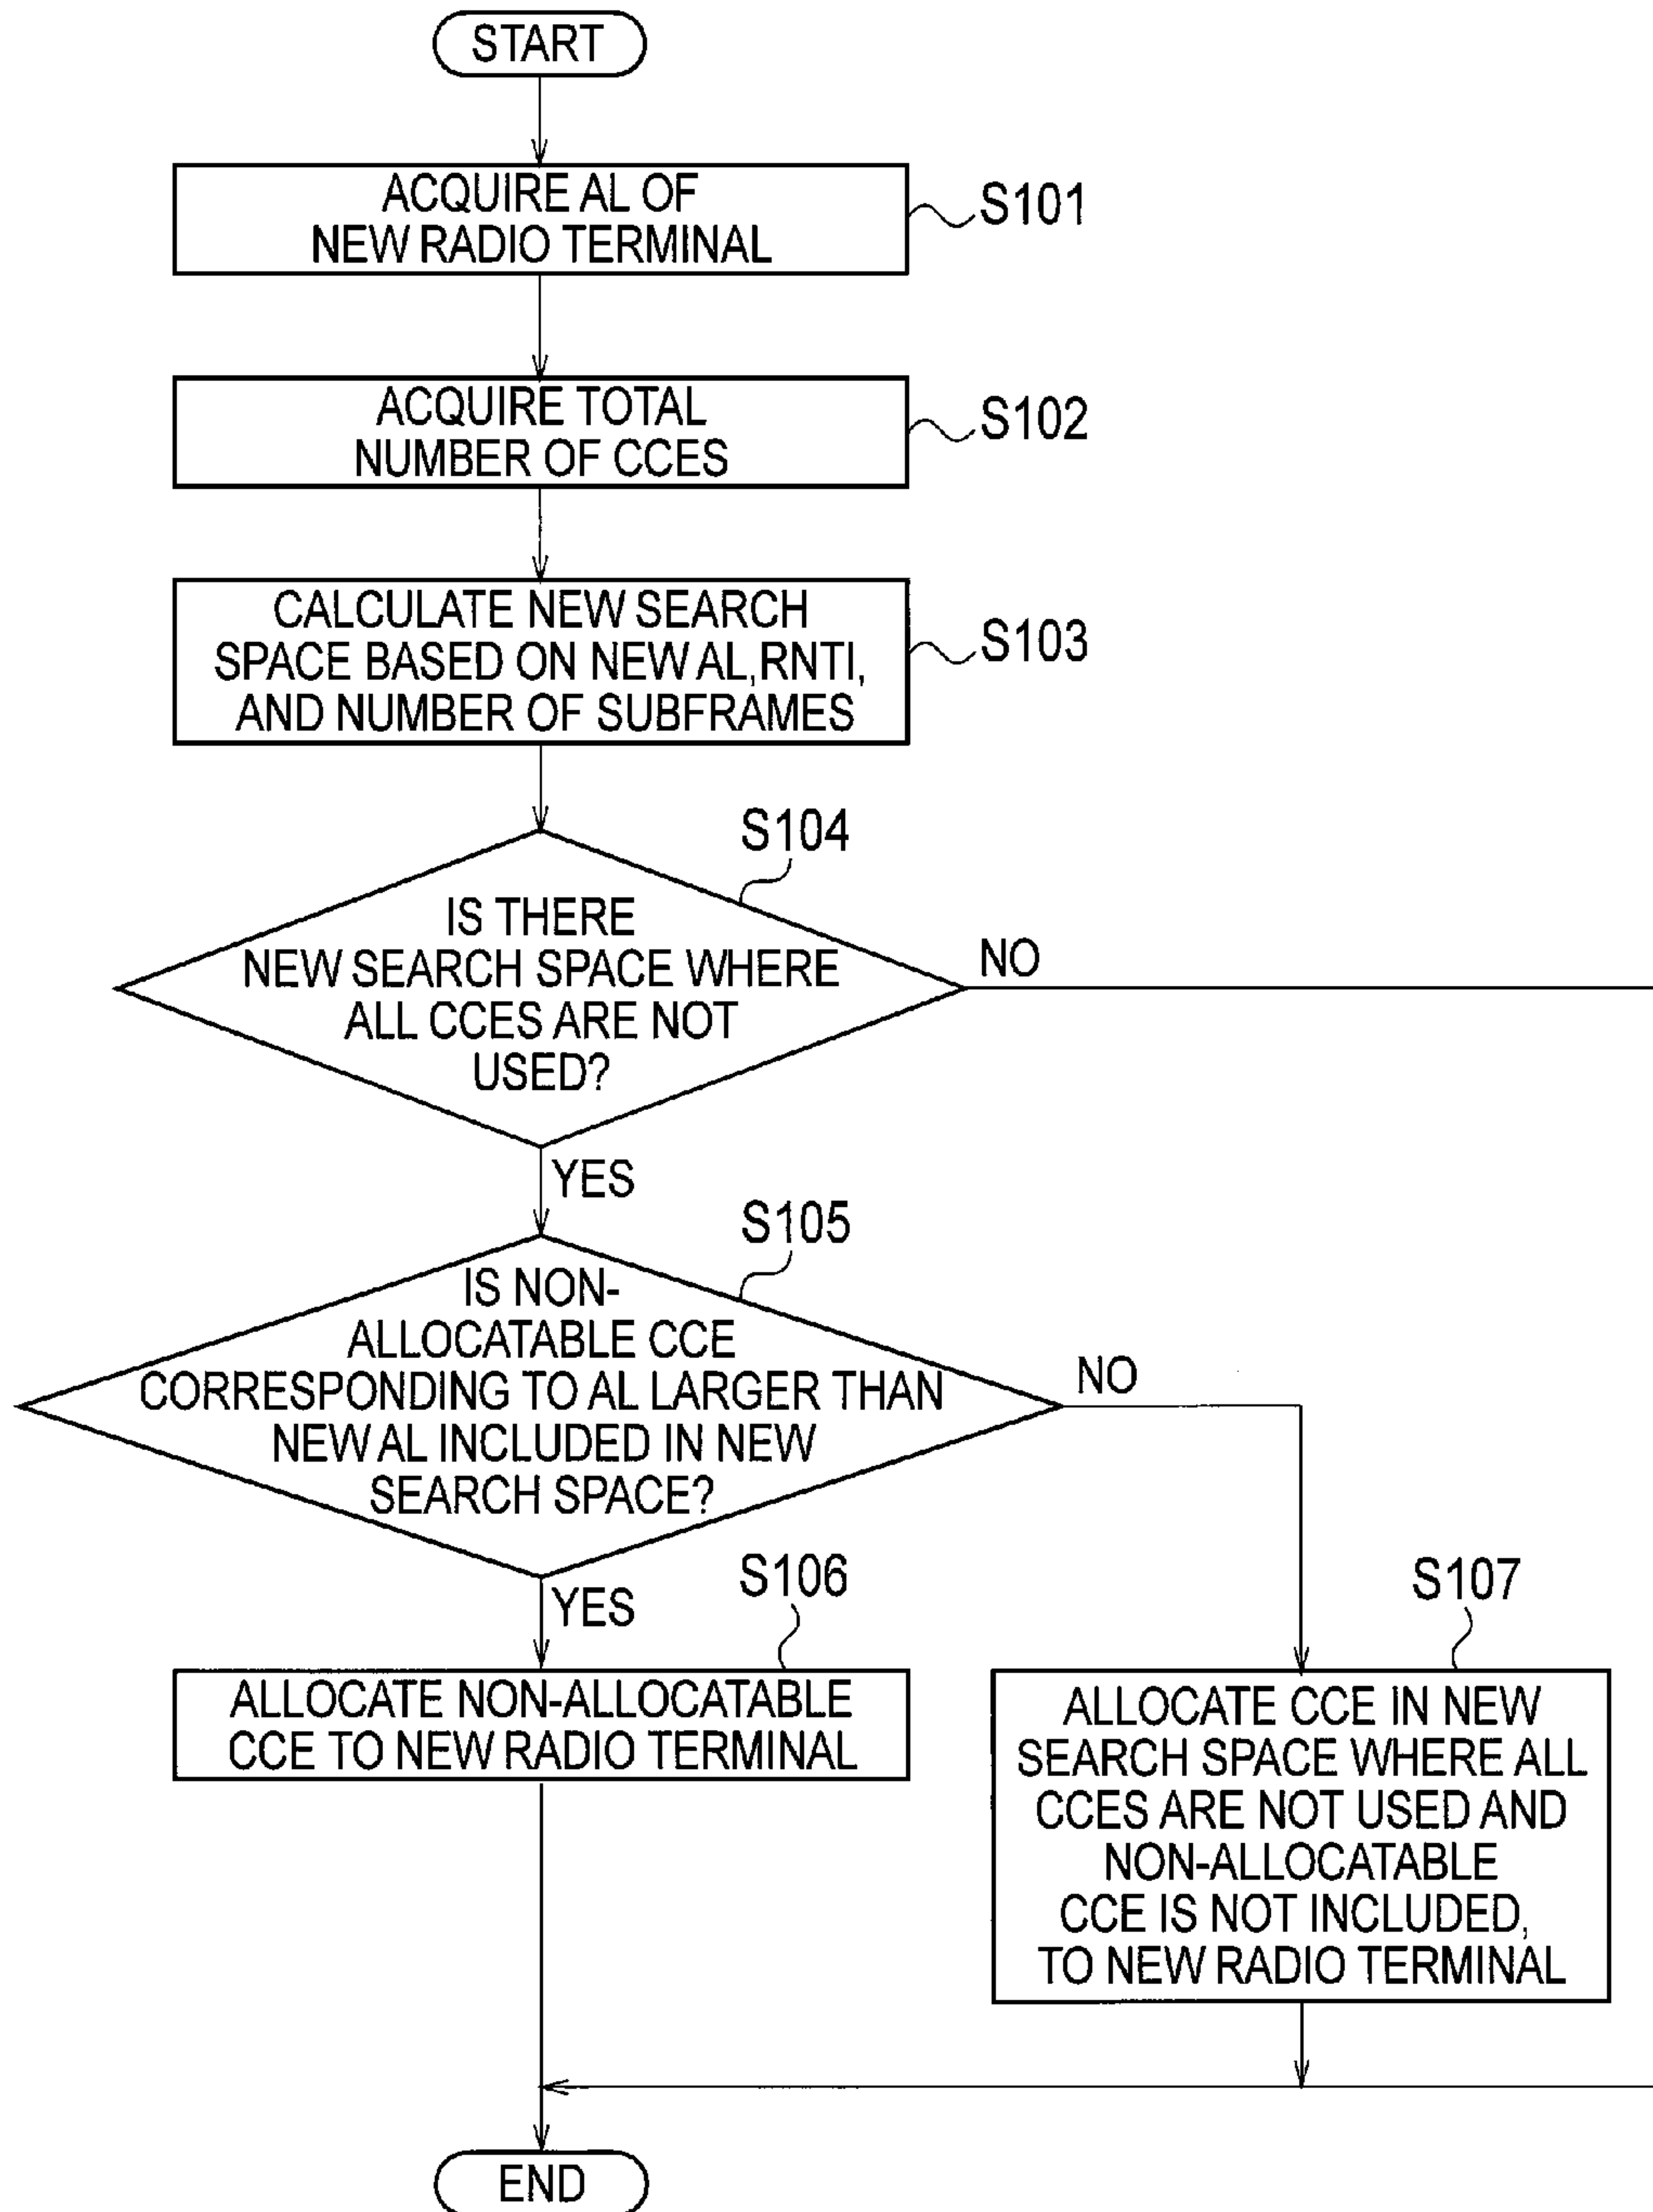 START
ACQUIRE AL OF
NEW RADIO TERMINAL
S101
ACQUIRE TOTAL
NUMBER OF CCES
S102
CALCULATE NEW SEARCH
SPACE BASED ON NEW AL, RNTI,
AND NUMBER OF SUBFRAMES
S103
S104
IS THERE
NEW SEARCH SPACE WHERE
ALL CCES ARE NOT
USED?
NO
YES
S105
IS NON-
ALLOCATABLE CCE
CORRESPONDING TO AL LARGER THAN
NEW AL INCLUDED IN NEW
SEARCH SPACE?
NO
YES
S106
ALLOCATE NON-ALLOCATABLE
CCE TO NEW RADIO TERMINAL
S107
ALLOCATE CCE IN NEW
SEARCH SPACE WHERE ALL
CCES ARE NOT USED AND
NON-ALLOCATABLE
CCE IS NOT INCLUDED,
TO NEW RADIO TERMINAL
END